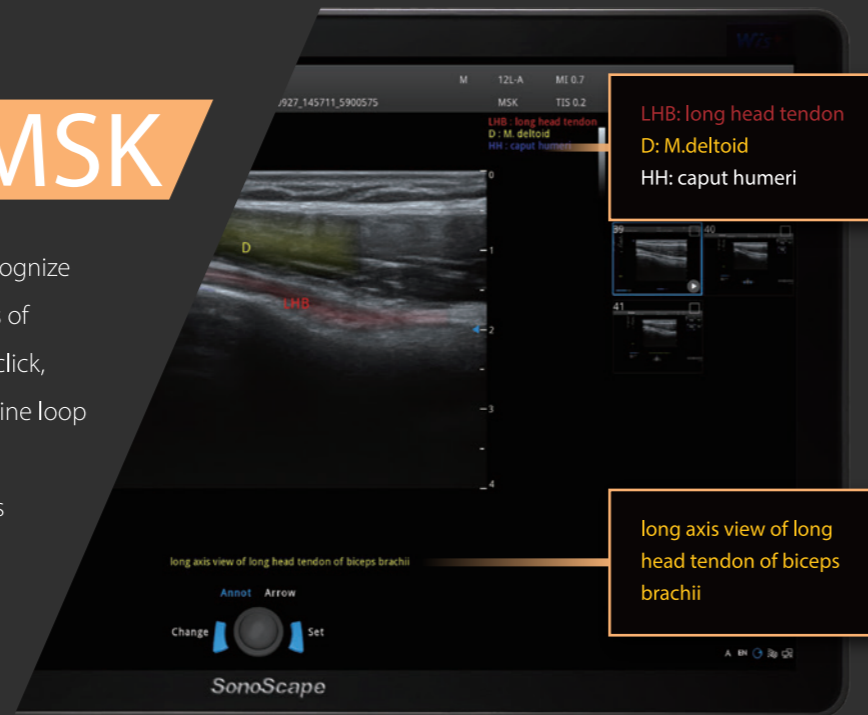 MSK
ognize
s of
click,
ine loop
s
Wis
M 12L-A MI 0.7
)927_145711_5900575 MSK TIS 0.2
LHB : long head tendon
D : M. deltoid
HH : caput humeri
LHB: long head tendon
D: M.deltoid
HH: caput humeri
0
1
2
3
4
D
LHB
39
40
41
long axis view of long head tendon of biceps brachii
long axis view of long
head tendon of biceps
brachii
Annot Arrow
Change Set
A EN
SonoScape